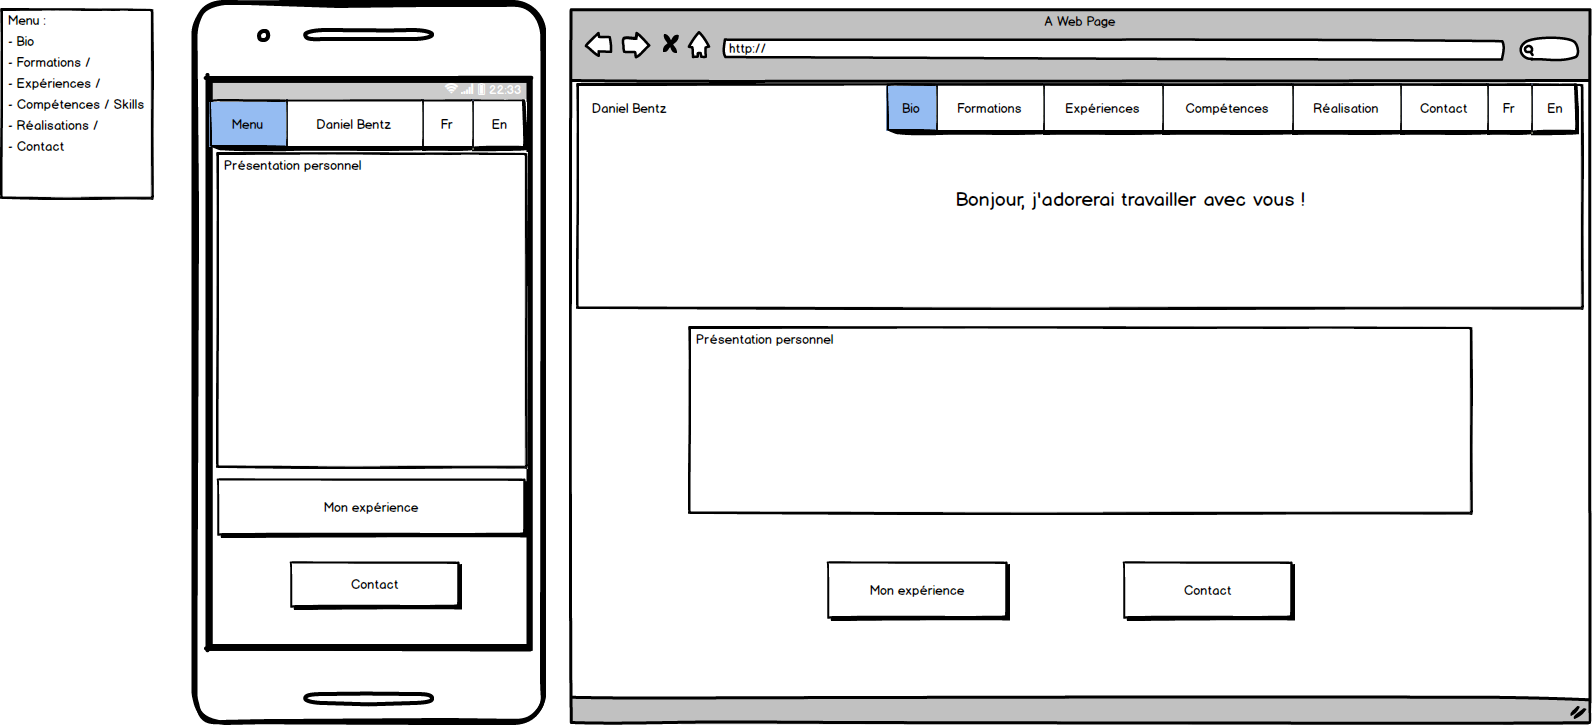 Menu :
- Bio
- Formations /
- Expériences /
- Compétences / Skills
- Réalisations /
- Contact
22:33
Menu Daniel Bentz Fr En
Présentation personnel
Mon expérience
Contact
A Web Page
http://
Daniel Bentz Bio Formations Expériences Compétences Réalisation Contact Fr En
Bonjour, j'adorerai travailler avec vous !
Présentation personnel
Mon expérience Contact